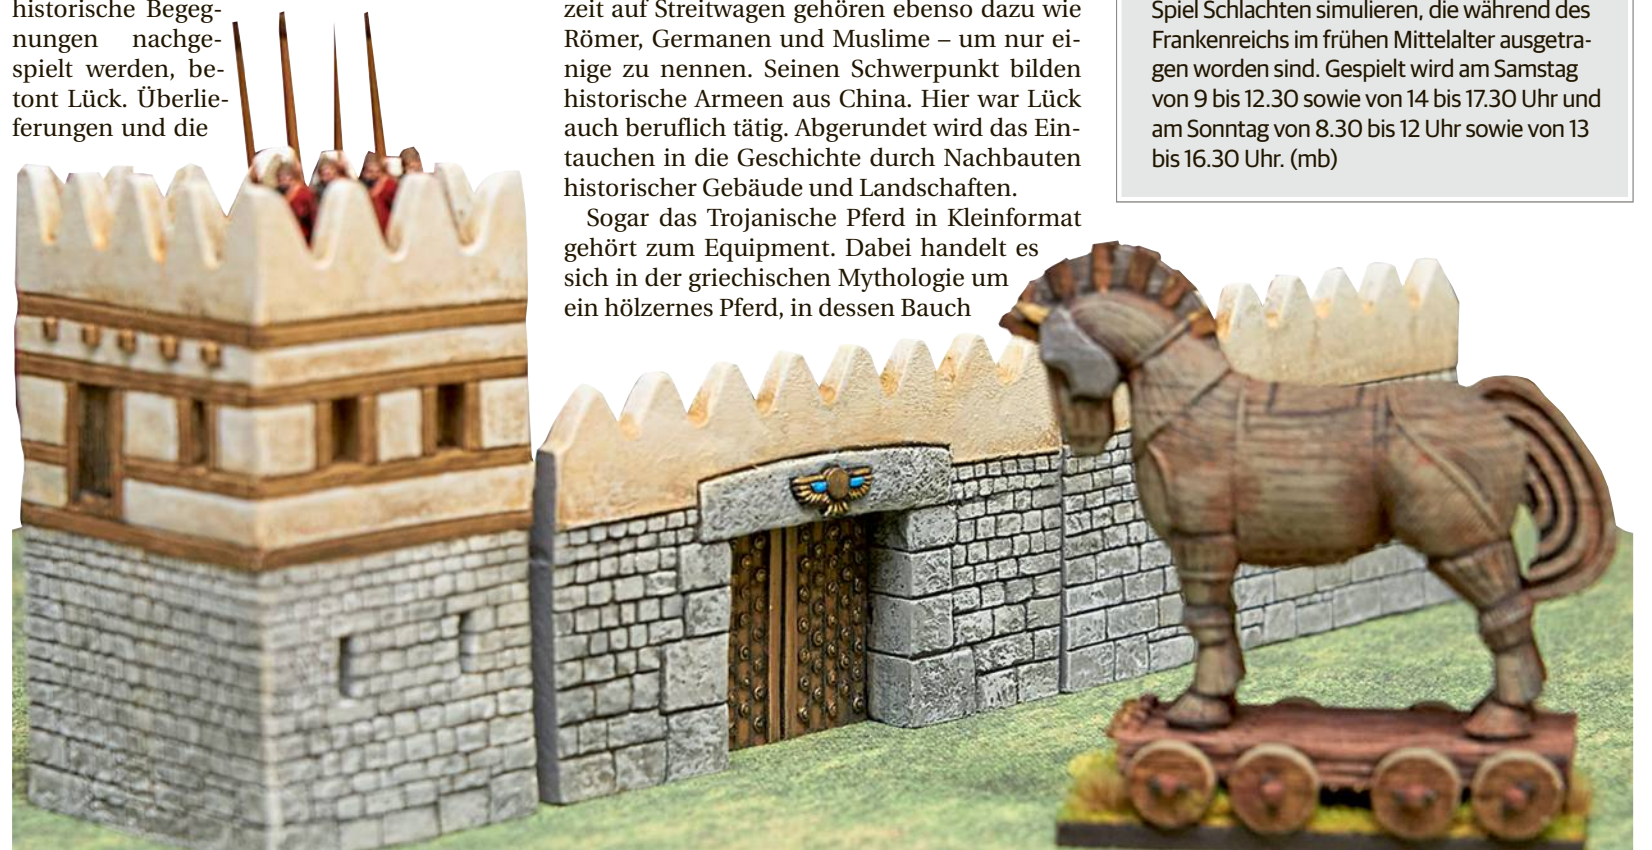 historische Begeg-
nungen nachge-
spielt werden, be-
tont Lück. Überlie-
ferungen und die
zeit auf Streitwagen gehören ebenso dazu wie
Römer, Germanen und Muslime – um nur ei-
nige zu nennen. Seinen Schwerpunkt bilden
historische Armeen aus China. Hier war Lück
auch beruflich tätig. Abgerundet wird das Ein-
tauchen in die Geschichte durch Nachbauten
historischer Gebäude und Landschaften.
Sogar das Trojanische Pferd in Kleinformat
gehört zum Equipment. Dabei handelt es
sich in der griechischen Mythologie um
ein hölzernes Pferd, in dessen Bauch
Spiel Schlachten simulieren, die während des
Frankenreichs im frühen Mittelalter ausgetra-
gen worden sind. Gespielt wird am Samstag
von 9 bis 12.30 sowie von 14 bis 17.30 Uhr und
am Sonntag von 8.30 bis 12 Uhr sowie von 13
bis 16.30 Uhr. (mb)